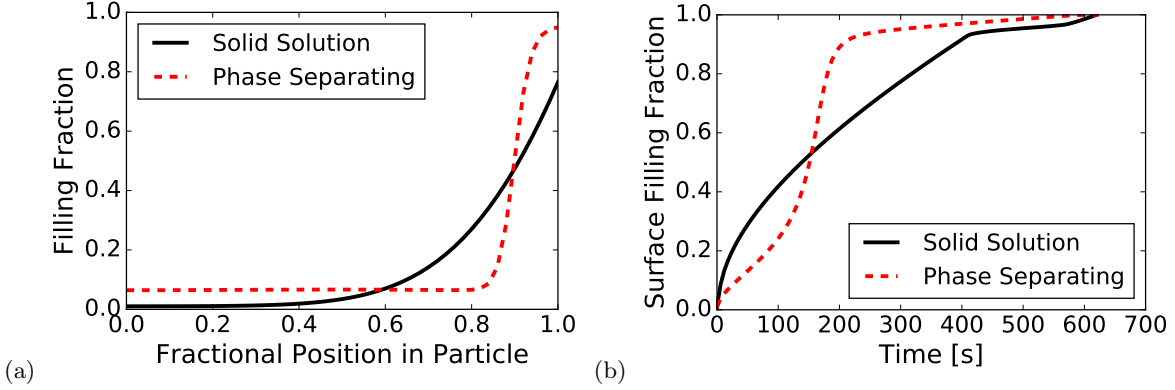 1.0
0.8
0.6
0.4
0.2
0.0
Filling Fraction
Solid Solution
Phase Separating
0.0 0.2 0.4 0.6 0.8 1.0
Fractional Position in Particle
(a)
1.0
0.8
0.6
0.4
0.2
0.0
Surface Filling Fraction
Solid Solution
Phase Separating
0 100 200 300 400 500 600 700
Time [s]
(b)